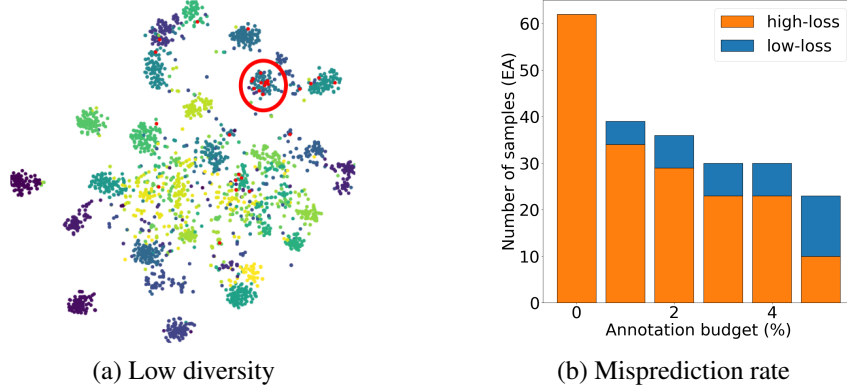 high-loss
low-loss
Number of samples (EA)
60
50
40
30
20
10
0
0 2 4
Annotation budget (%)
(a) Low diversity
(b) Misprediction rate